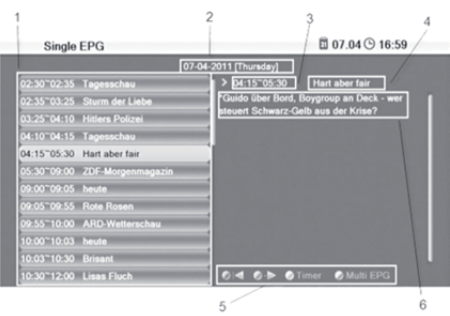 1
2
3
4
Single EPG
07.04 16:59
07-04-2011 [Thursday]
02:30~02:35 Tagesschau
02:35~03:25 Sturm der Liebe
03:25~04:10 Hitlers Polizei
04:10~04:15 Tagesschau
04:15~05:30 Hart aber fair
05:30~09:00 ZDF-Morgenmagazin
09:00~09:05 heute
09:05~09:55 Rote Rosen
09:55~10:00 ARD-Wetterschau
10:00~10:03 heute
10:03~10:30 Brisant
10:30~12:00 Lisas Fluch
04:15~05:30 Hart aber fair
"Guido über Bord, Boygroup an Deck - wer
steuert Schwarz-Gelb aus der Krise?
Timer Multi EPG
5
6